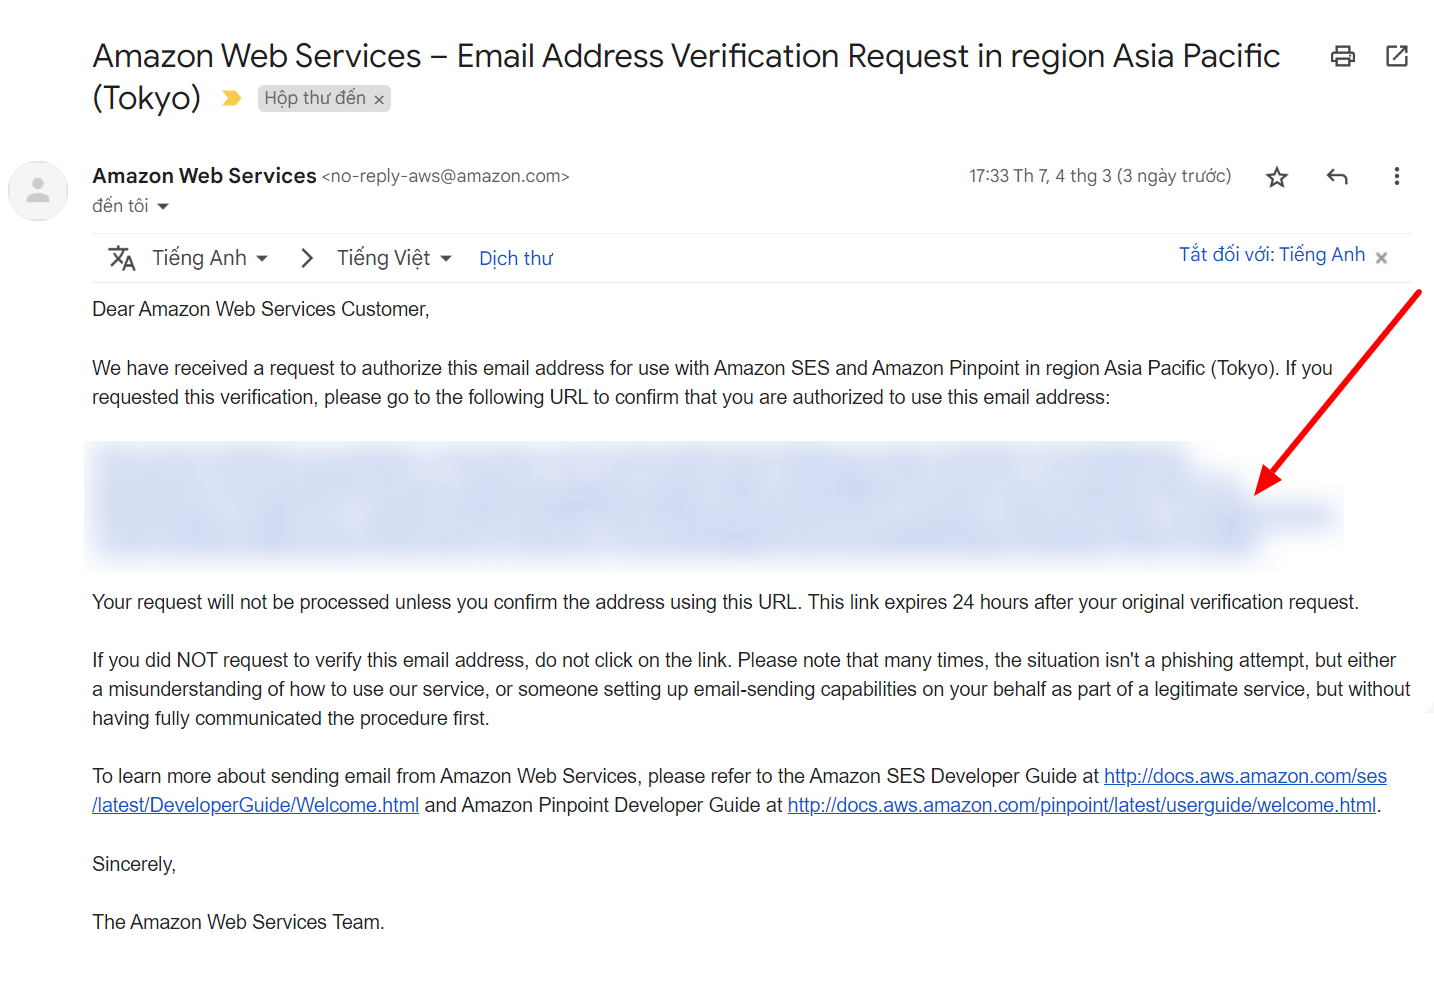 Amazon Web Services – Email Address Verification Request in region Asia Pacific
(Tokyo) Hộp thư đến ×
Amazon Web Services <no-reply-aws@amazon.com> 17:33 Th 7, 4 thg 3 (3 ngày trước)
đến tôi
Tiếng Anh > Tiếng Việt Dịch thư Tắt đối với: Tiếng Anh ×
Dear Amazon Web Services Customer,
We have received a request to authorize this email address for use with Amazon SES and Amazon Pinpoint in region Asia Pacific (Tokyo). If you
requested this verification, please go to the following URL to confirm that you are authorized to use this email address:
Your request will not be processed unless you confirm the address using this URL. This link expires 24 hours after your original verification request.
If you did NOT request to verify this email address, do not click on the link. Please note that many times, the situation isn't a phishing attempt, but either
a misunderstanding of how to use our service, or someone setting up email-sending capabilities on your behalf as part of a legitimate service, but without
having fully communicated the procedure first.
To learn more about sending email from Amazon Web Services, please refer to the Amazon SES Developer Guide at http://docs.aws.amazon.com/ses
/latest/DeveloperGuide/Welcome.html and Amazon Pinpoint Developer Guide at http://docs.aws.amazon.com/pinpoint/latest/userguide/welcome.html.
Sincerely,
The Amazon Web Services Team.